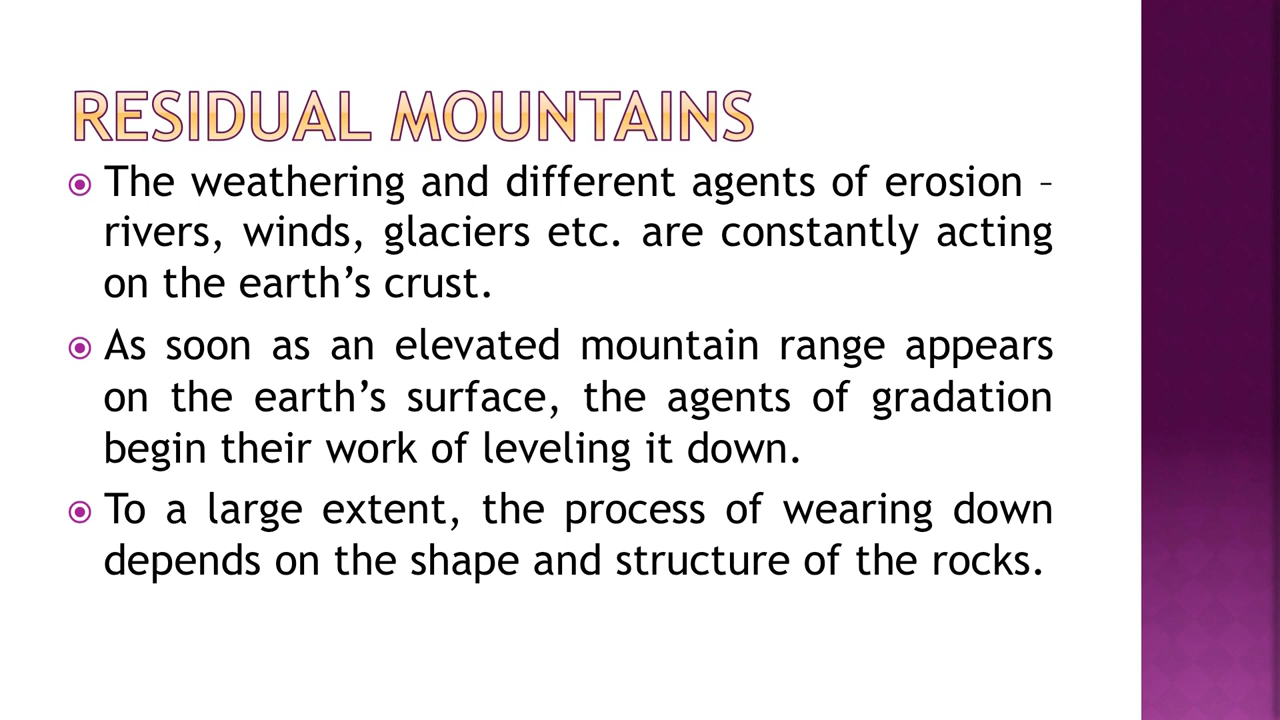 RESIDUAL MOUNTAINS
The weathering and different agents of erosion –
rivers, winds, glaciers etc. are constantly acting
on the earth’s crust.
As soon as an elevated mountain range appears
on the earth’s surface, the agents of gradation
begin their work of leveling it down.
To a large extent, the process of wearing down
depends on the shape and structure of the rocks.